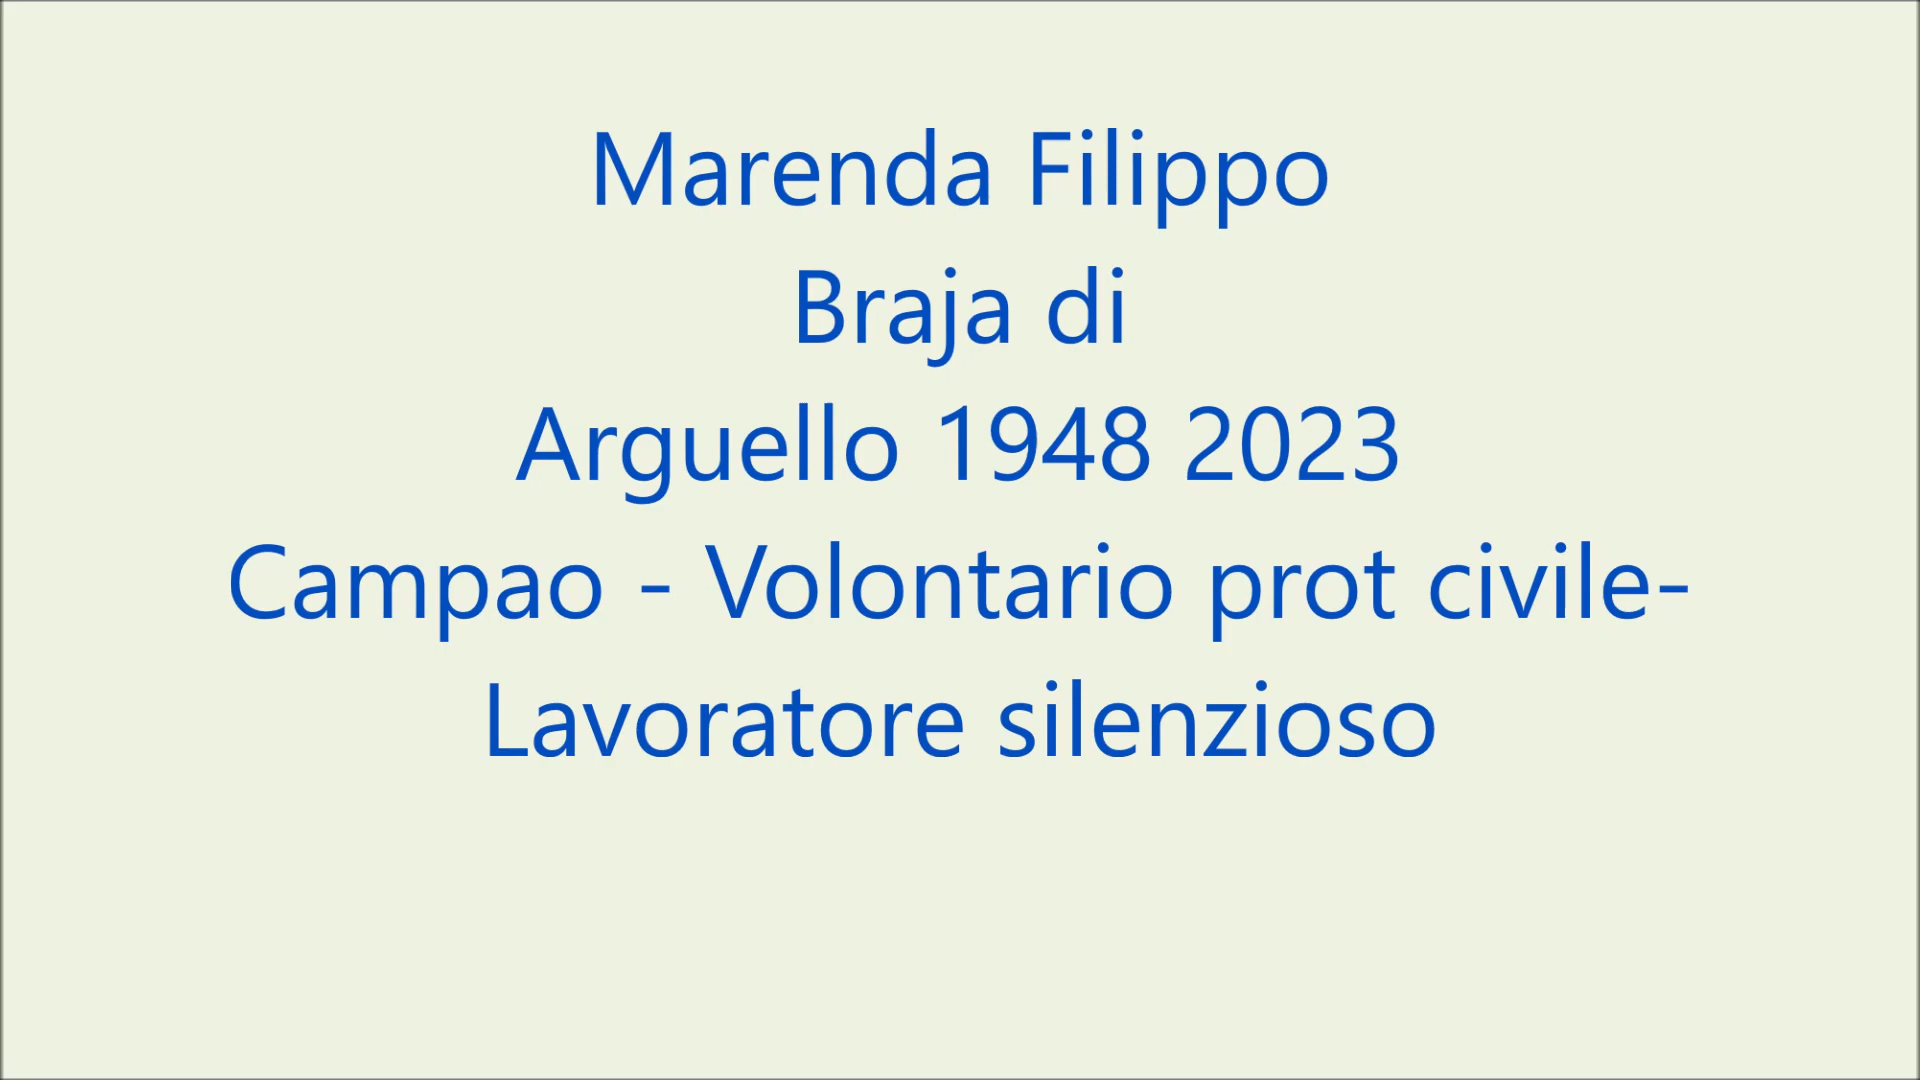 Marenda Filippo
Braja di
Arguello 1948 2023
Campao - Volontario prot civile-
Lavoratore silenzioso